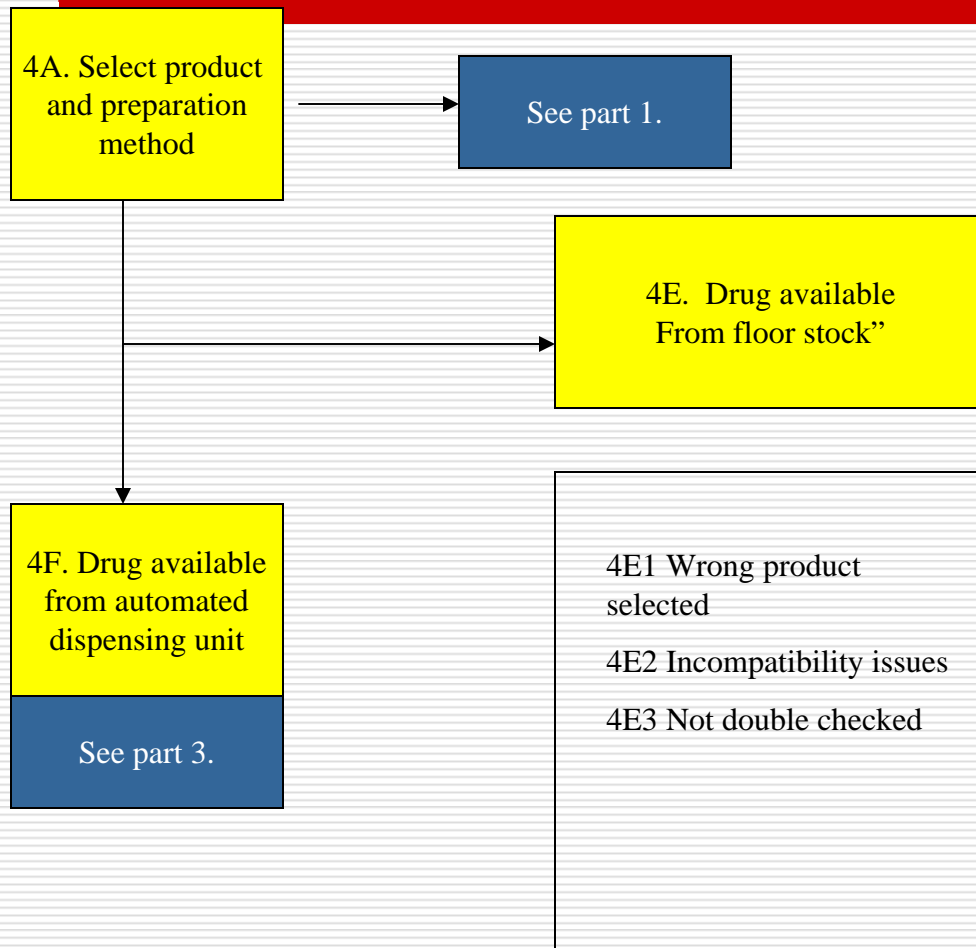 4A. Select product
and preparation
method
See part 1.
4E. Drug available
From floor stock”
4F. Drug available
from automated
dispensing unit
See part 3.
4E1 Wrong product
selected
4E2 Incompatibility issues
4E3 Not double checked